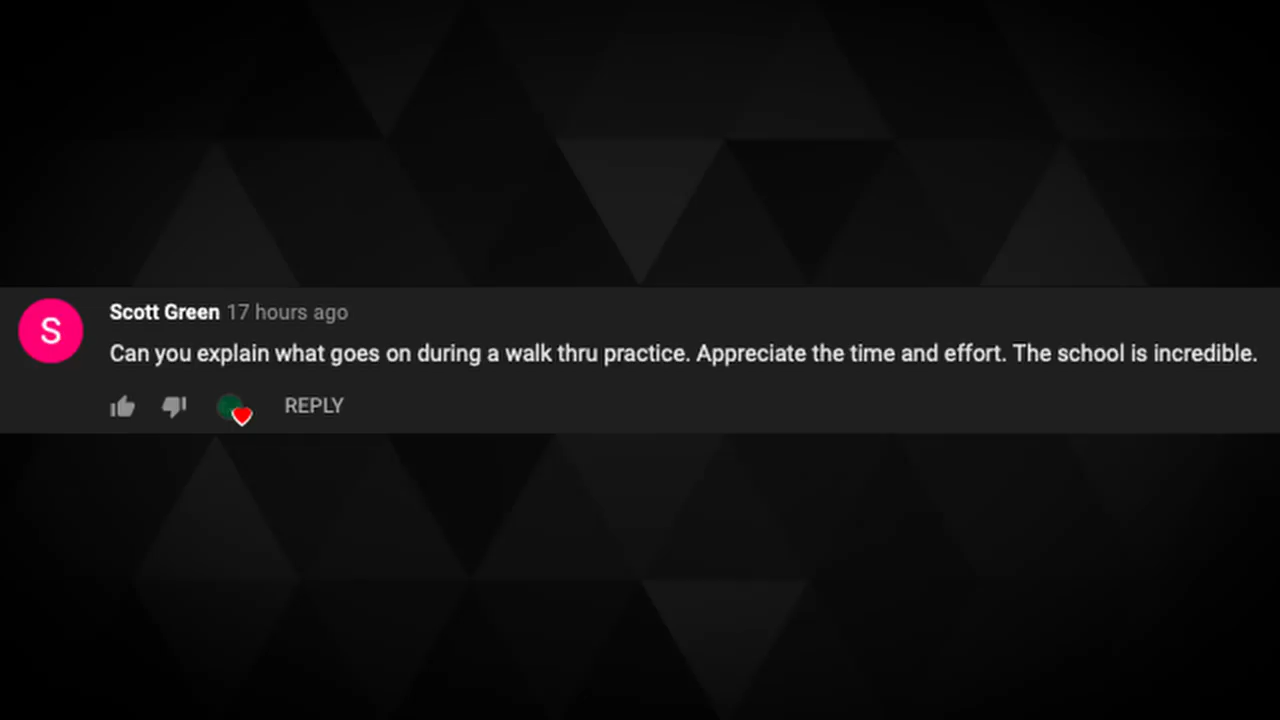 S
Scott Green 17 hours ago
Can you explain what goes on during a walk thru practice. Appreciate the time and effort. The school is incredible.
REPLY